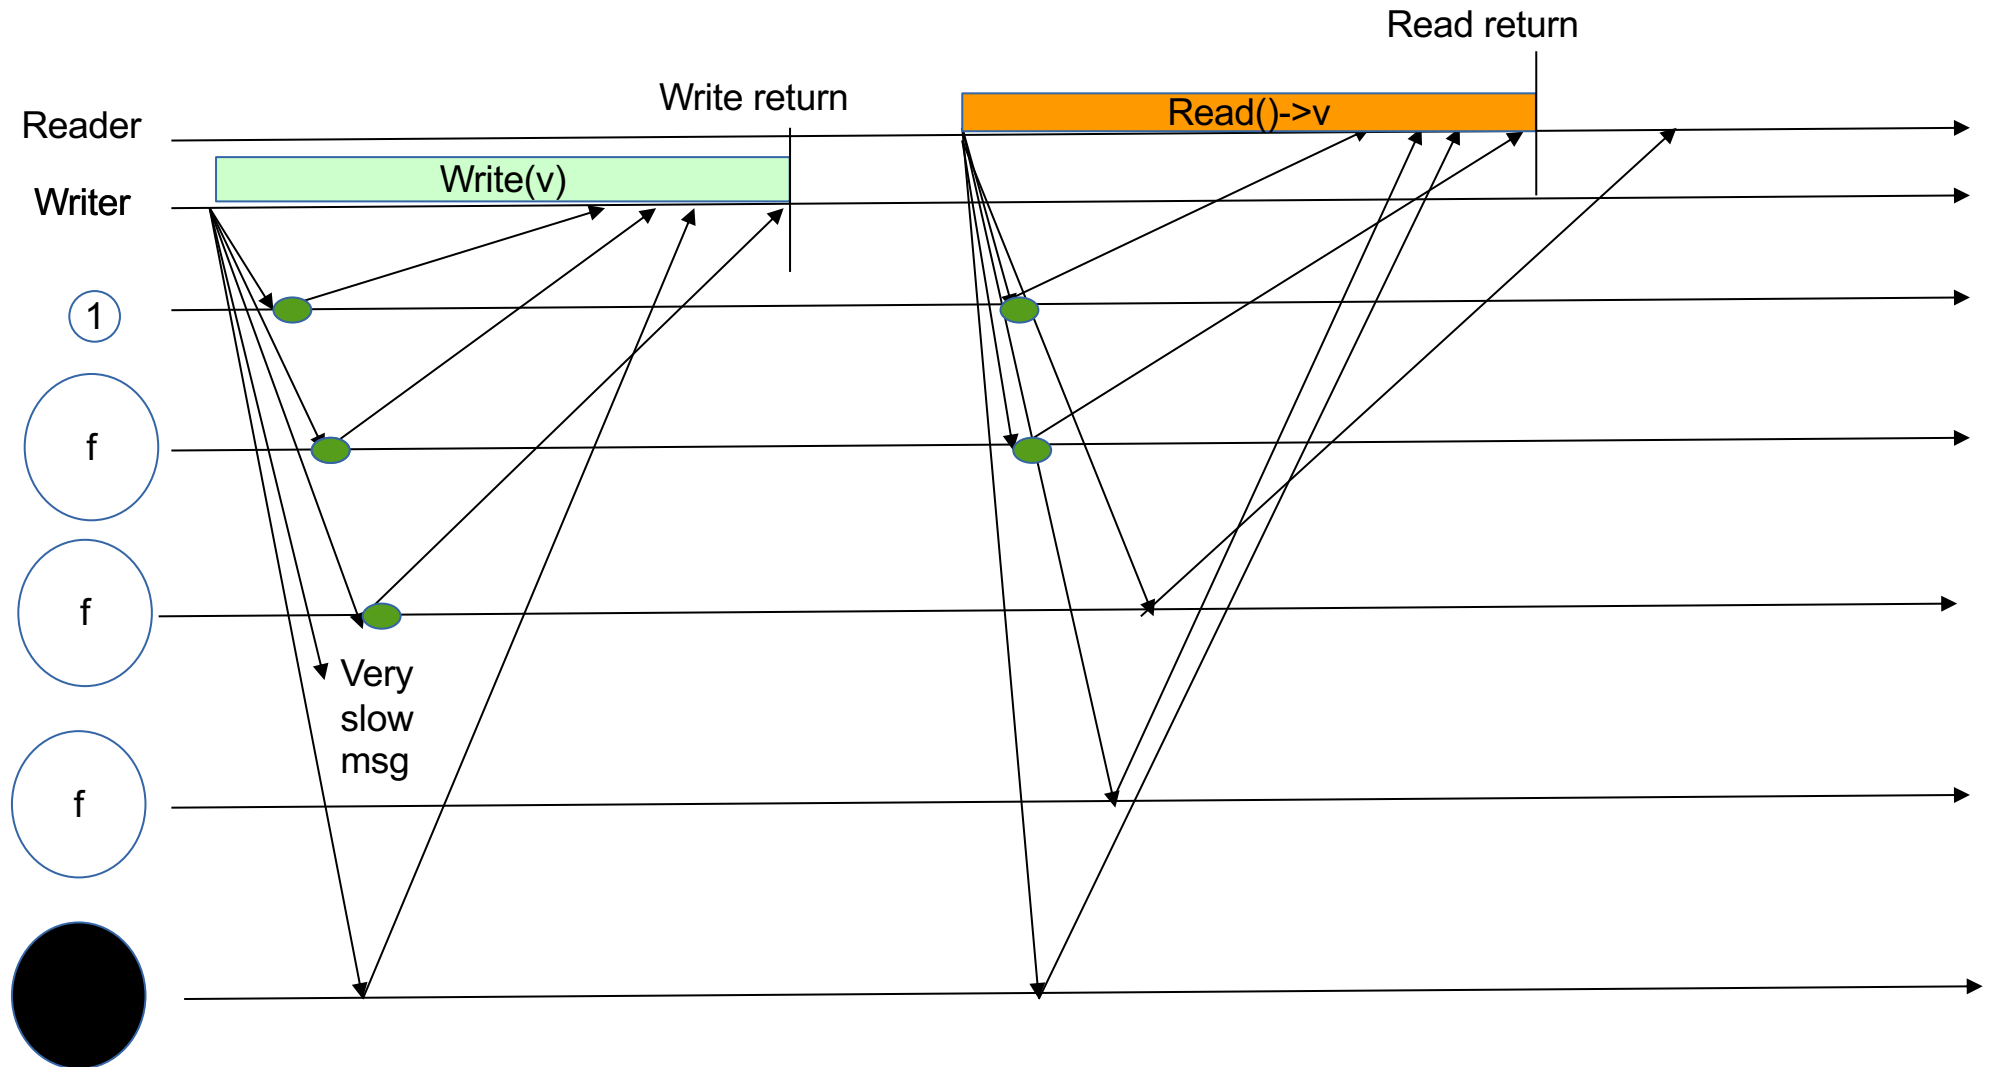 Read return
Write return
Read()->v
Reader
Write(v)
Writer
1
f
f
Very
slow
msg
f